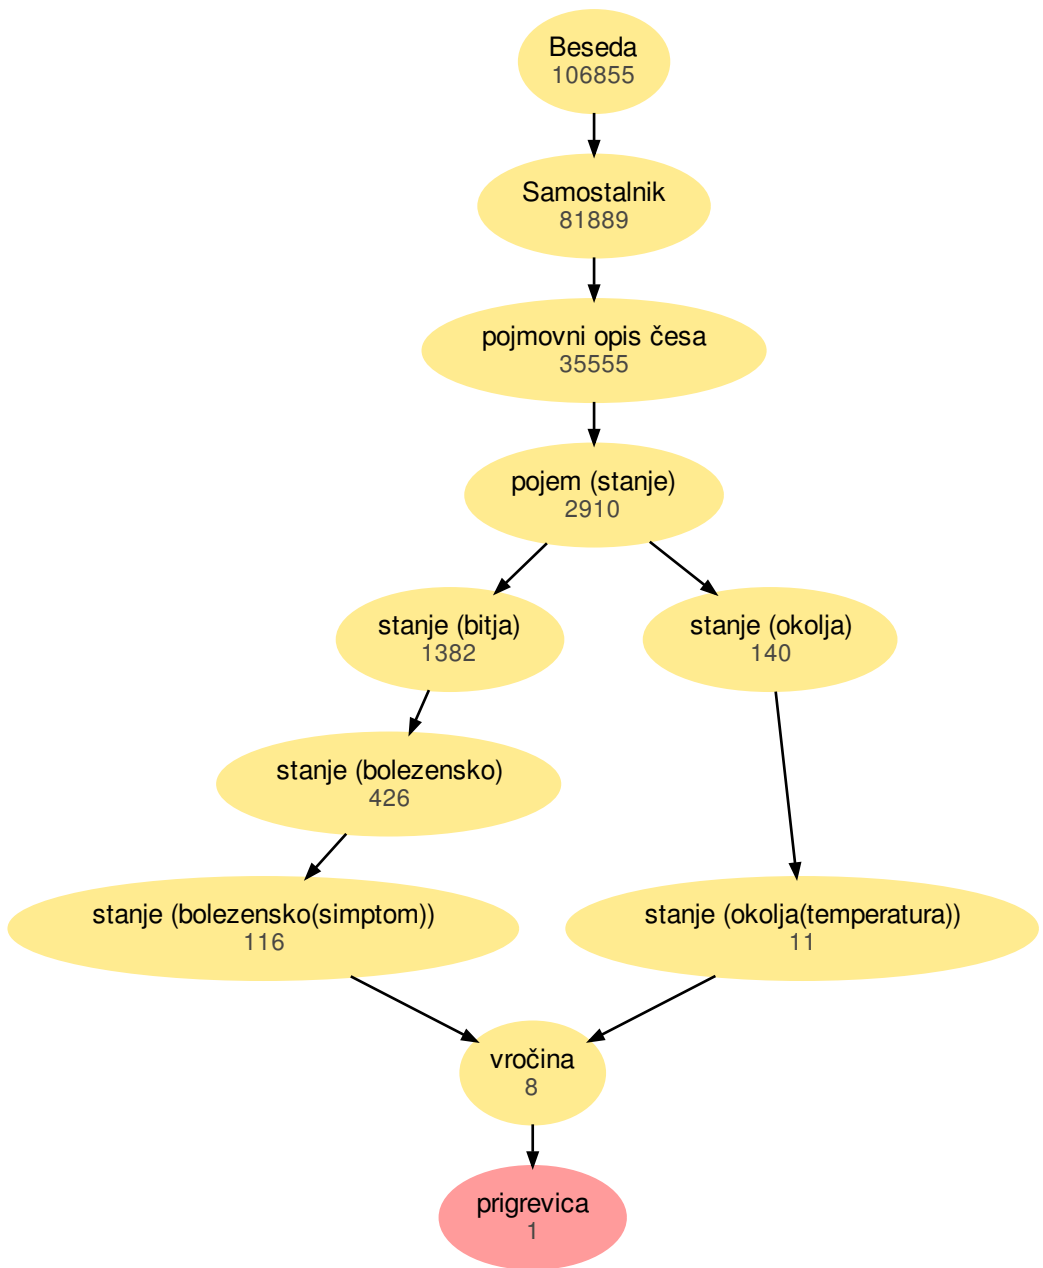 Beseda
106855
Samostalnik
81889
pojmovni opis česa
35555
pojem (stanje)
2910
stanje (bitja)
1382
stanje (okolja)
140
stanje (bolezensko)
426
stanje (bolezensko(simptom))
116
stanje (okolja(temperatura))
11
vročina
8
prigrevica
1